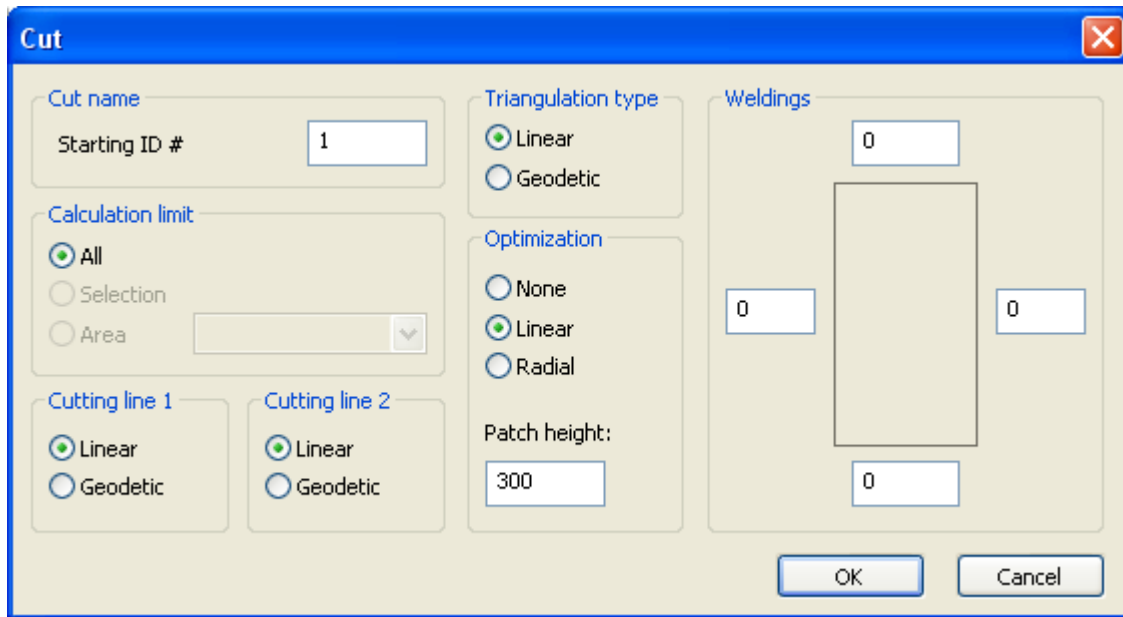 Cut
Cut name
Starting ID #
1
Calculation limit
All
Selection
Area
Cutting line 1
Linear
Geodetic
Cutting line 2
Linear
Geodetic
Triangulation type
Linear
Geodetic
Optimization
None
Linear
Radial
Patch height:
300
Weldings
0
0
0
0
OK
Cancel